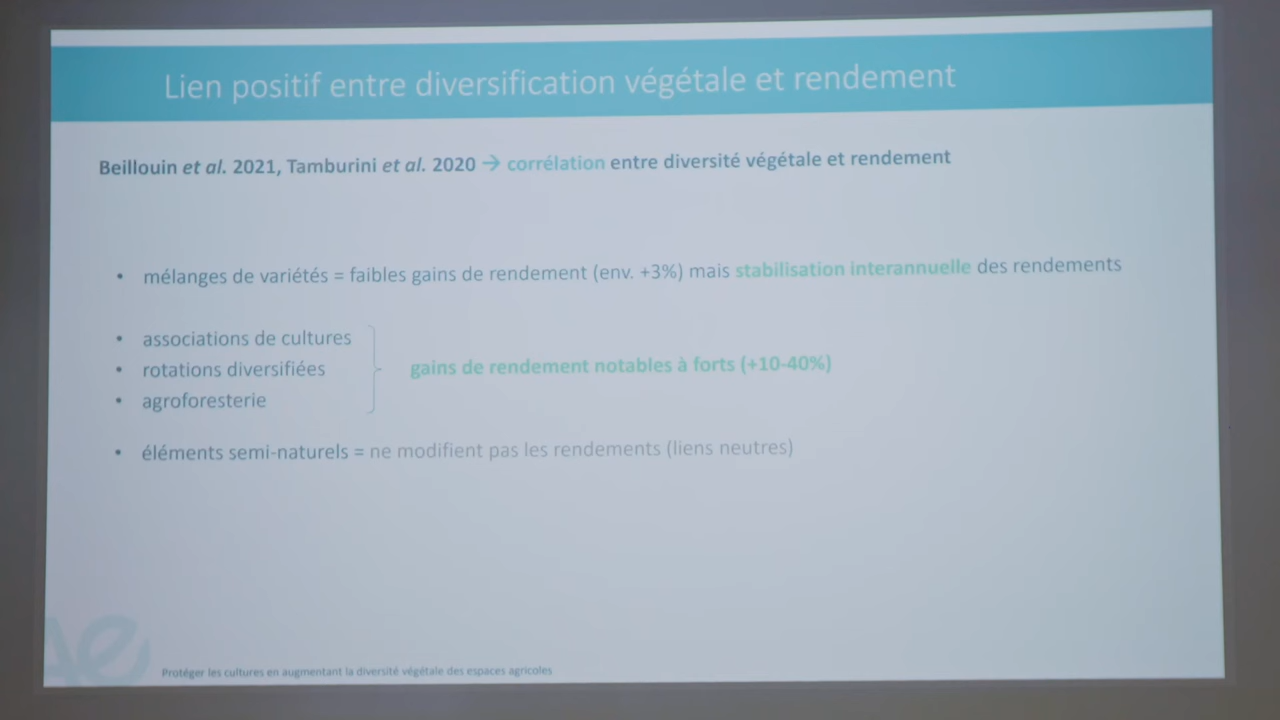 Lien positif entre diversification végétale et rendement
Beillouin et al. 2021, Tamburini et al. 2020 → corrélation entre diversité végétale et rendement
• mélanges de variétés = faibles gains de rendement (env. +3%) mais stabilisation interannuelle des rendements
• associations de cultures
• rotations diversifiées
gains de rendement notables à forts (+10-40%)
• agroforesterie
• éléments semi-naturels = ne modifient pas les rendements (liens neutres)
Ae
Protéger les cultures en augmentant la diversité végétale des espaces agricoles